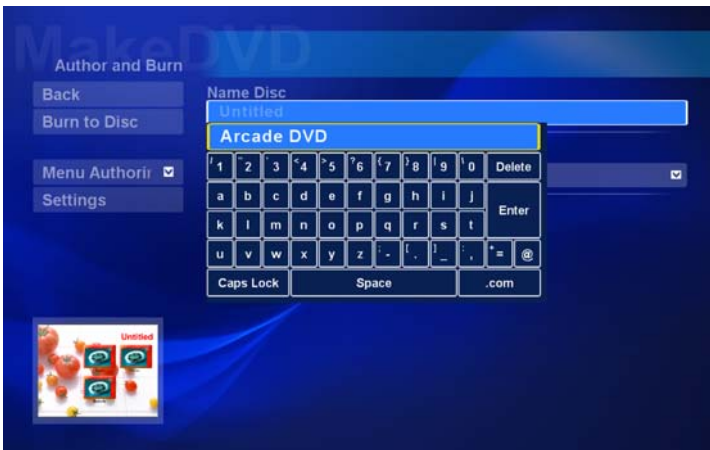 MakeDVD
Author and Burn
Back
Burn to Disc
Menu Authorir
Settings
Name Disc
Untitled
Arcade DVD
1 2 3 4 5 6 7 8 9 0 Delete
a b c d e f g h i j
Enter
k l m n o p q r s t
u v w x y z - . _ , = @
Caps Lock Space .com
Untitled